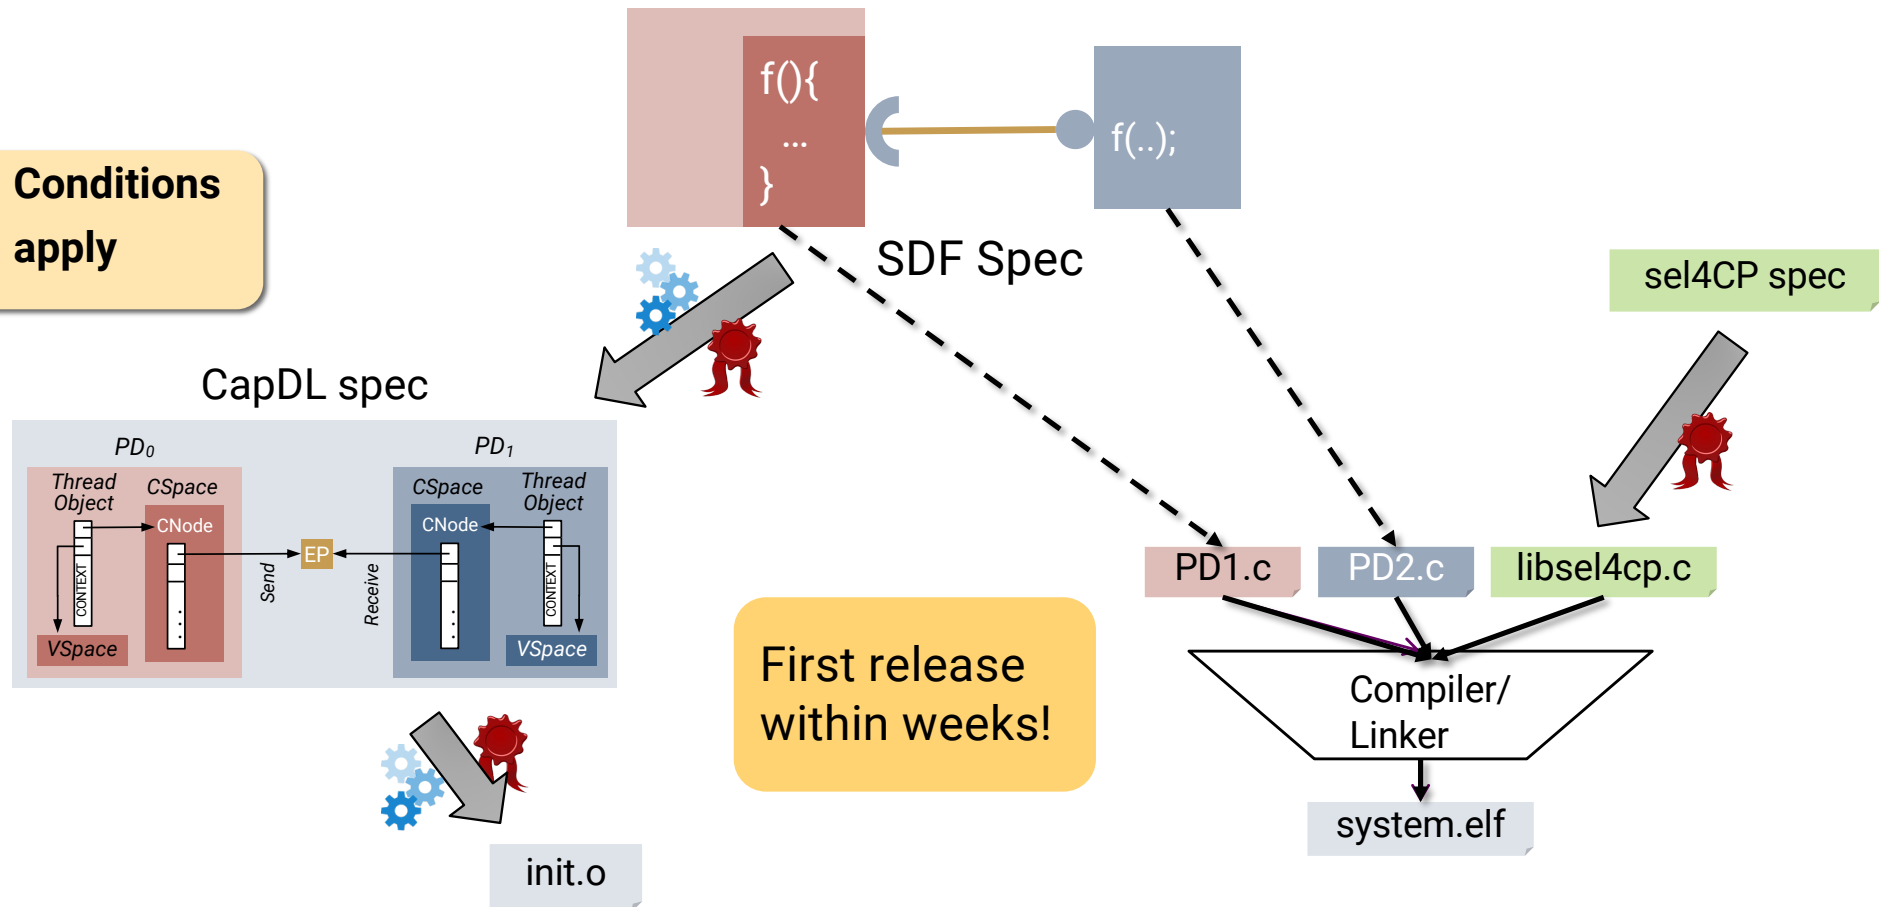 f(){
...
}
f(..);
Conditions
apply
SDF Spec
sel4CP spec
CapDL spec
PD0
PD1
Thread
Object
CSpace
CSpace
Thread
Object
CNode
CNode
EP
CONTEXT
Send
Receive
CONTEXT
VSpace
VSpace
PD1.c
PD2.c
libsel4cp.c
First release
within weeks!
Compiler/
Linker
system.elf
init.o